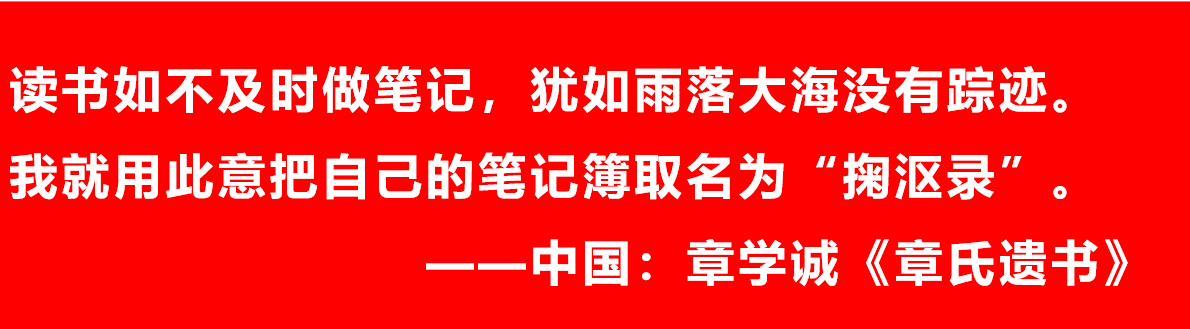 读书如不及时做笔记，犹如雨落大海没有踪迹。
我就用此意把自己的笔记簿取名为“掬沤录”。
——中国：章学诚《章氏遗书》